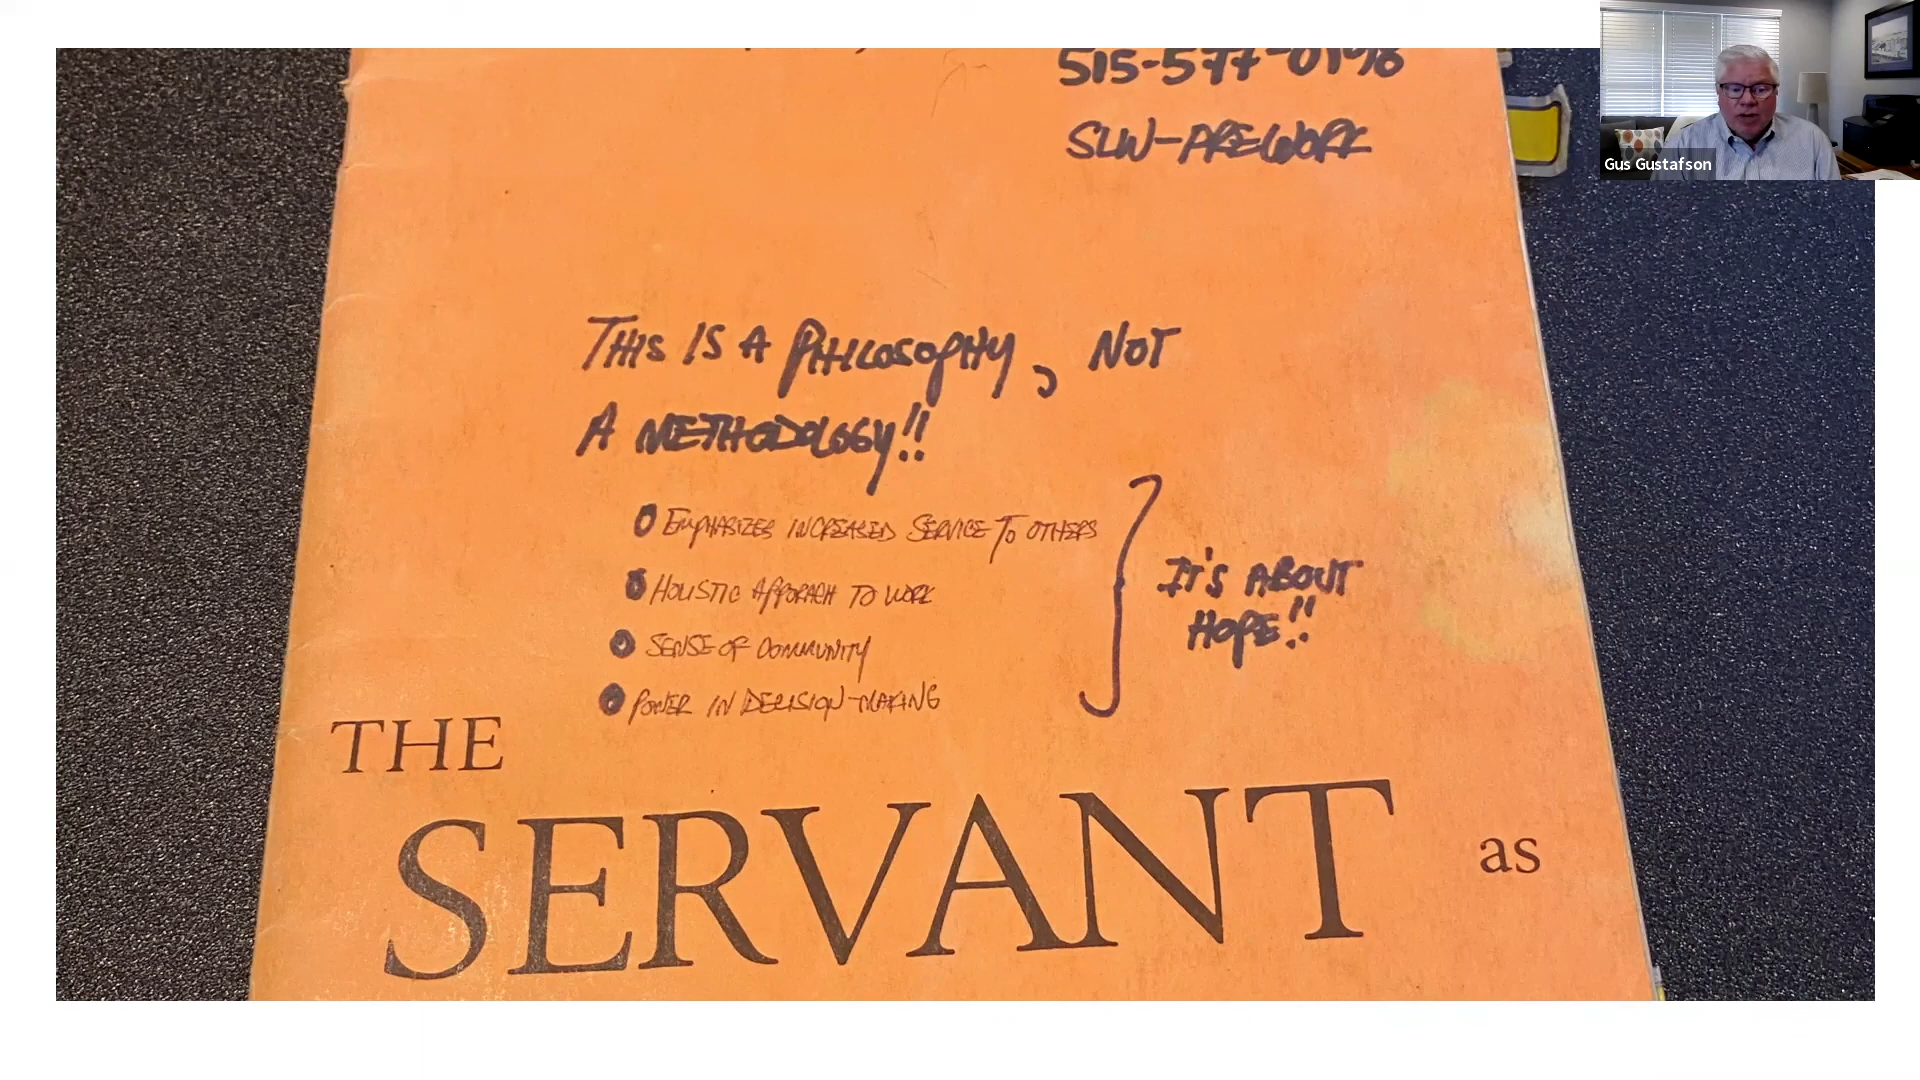 SLW-PREWORK
Gus Gustafson
THIS IS A PHILOSOPHY, NOT
A METHODOLOGY!!
EMPHASIZES INCREASED SERVICE TO OTHERS
HOLISTIC APPROACH TO WORK
SENSE OF COMMUNITY
POWER IN DECISION-MAKING
IT'S ABOUT
HOPE!!
THE
SERVANT as